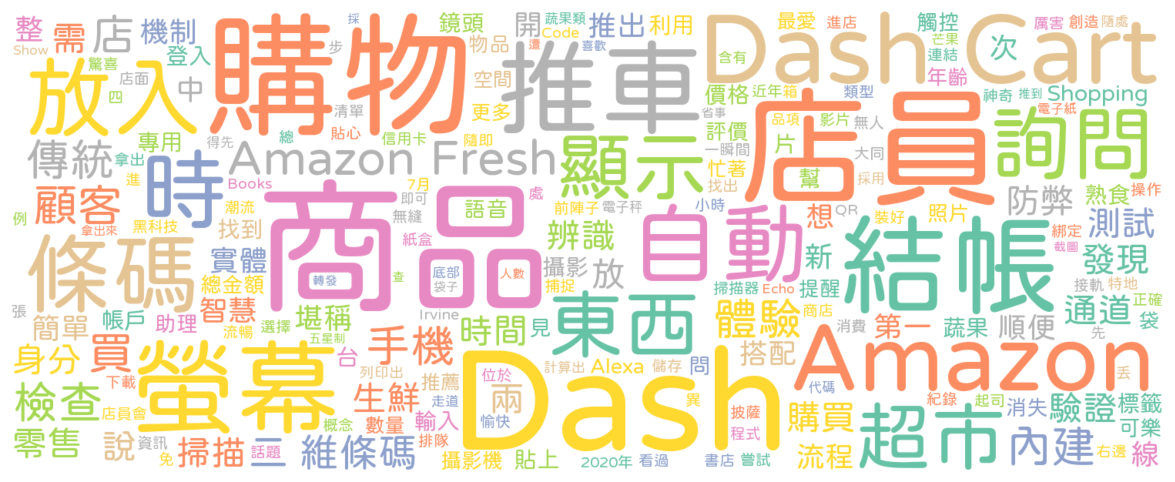 整 需 店 機制 鏡頭 採 蔬果類 開 推出 利用 最愛 進店 觸控 厲害 創造 隨處
Show 驚喜 登入 步 物品 Code 遭 喜歡 含有 次 芒果 連結
放入 購物 推車 Dash Cart
店面 四 中 清單 空間 更多 價格 近年 箱 類型 年齡 神奇 推到 Shopping
專用 得先 總 貼心 信用卡 隨即 顯示 評價 省事 品項 影片 無人 電子紙
傳統 拿出 進 Amazon Fresh 一瞬間 片 店員 大同 詢問
顧客 時 Books 7月 即可 語音 處 忙著 找出 幫 採用 防弊 熟食 操作
例 拿出來 黑科技 潮流 無縫 前陣子 電子秤 小時 想 QR 裝好 照片 綁定 測試
條碼 找到 紙盒 商品 辨識 自動 新 結帳 截圖 發現
實體 轉發 查 底部 袋子 人數 捕捉 攝影 放 掃描器 Echo 提醒 接軌 特地
張 總金額 智慧 Irvine 東西 體驗 商店 消費 通道 正確 袋
簡單 帳戶 助理 流暢 選擇 堪稱 五星制 時間 見 第一 蔬果 順便 先
身分 買 螢幕 台 手機 Dash 計算出 Alexa 儲存 問 搭配 Amazon 丟
下載 列印出 位於 兩 異 代碼
檢查 店員會 概念 生鮮 推薦 走道 愉快 披薩 購買 紀錄 起司 消失 驗證 標籤
零售 說 資訊 數量 輸入 程式 超市 內建 可樂
免 掃描 話題 二維條碼 排隊 攝影機 貼上 2020年 看過 書店 嘗試 流程 右邊 線